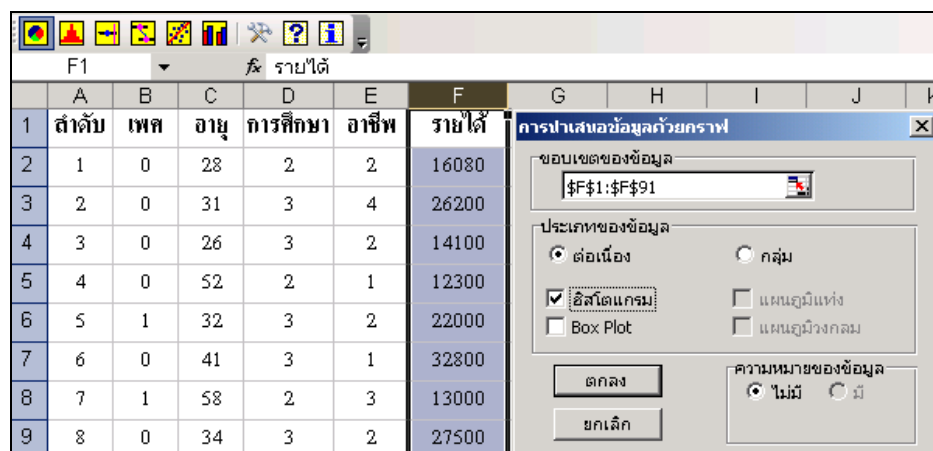 F1 fx รายได้
A B C D E F G H I J K
1 ลำดับ เพศ อายุ การศึกษา อาชีพ รายได้
2 1 0 28 2 2 16080
3 2 0 31 3 4 26200
4 3 0 26 3 2 14100
5 4 0 52 2 1 12300
6 5 1 32 3 2 22000
7 6 0 41 3 1 32800
8 7 1 58 2 3 13000
9 8 0 34 3 2 27500
การนำเสนอข้อมูลด้วยกราฟ
ขอบเขตของข้อมูล
$F$1:$F$91
ประเภทของข้อมูล
ต่อเนื่อง กลุ่ม
ฮิสโตแกรม แผนภูมิแท่ง
Box Plot แผนภูมิวงกลม
ตกลง
ยกเลิก
ความหมายของข้อมูล
ไม่มี มี